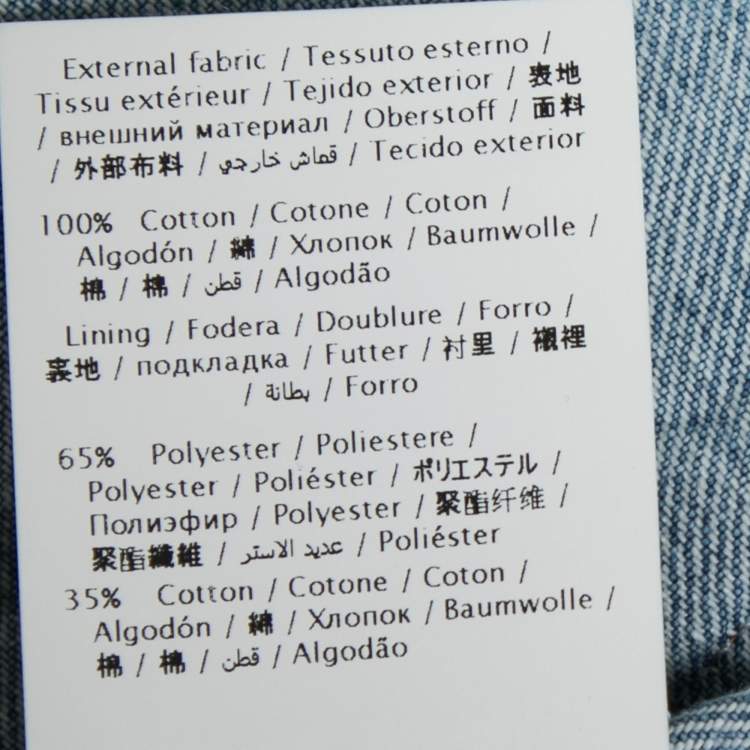 External fabric / Tessuto esterno /
Tissu extérieur / Tejido exterior / 表地
/ внешний материал / Oberstoff / 面料
/ 外部布料 / قماش خارجي / Tecido exterior
100% Cotton / Cotone / Coton /
Algodón / 綿 / Хлопок / Baumwolle /
棉 / 棉 / قطن / Algodão
Lining / Fodera / Doublure / Forro /
裏地 / подкладка / Futter / 衬里 / 襯裡
/ بطانة / Forro
65% Polyester / Poliestere /
Polyester / Poliéster / ポリエステル /
Полиэфир / Polyester / 聚酯纤维 /
聚酯纖維 / عديد الاستر / Poliéster
35% Cotton / Cotone / Coton /
Algodón / 綿 / Хлопок / Baumwolle /
棉 / 棉 / قطن / Algodão